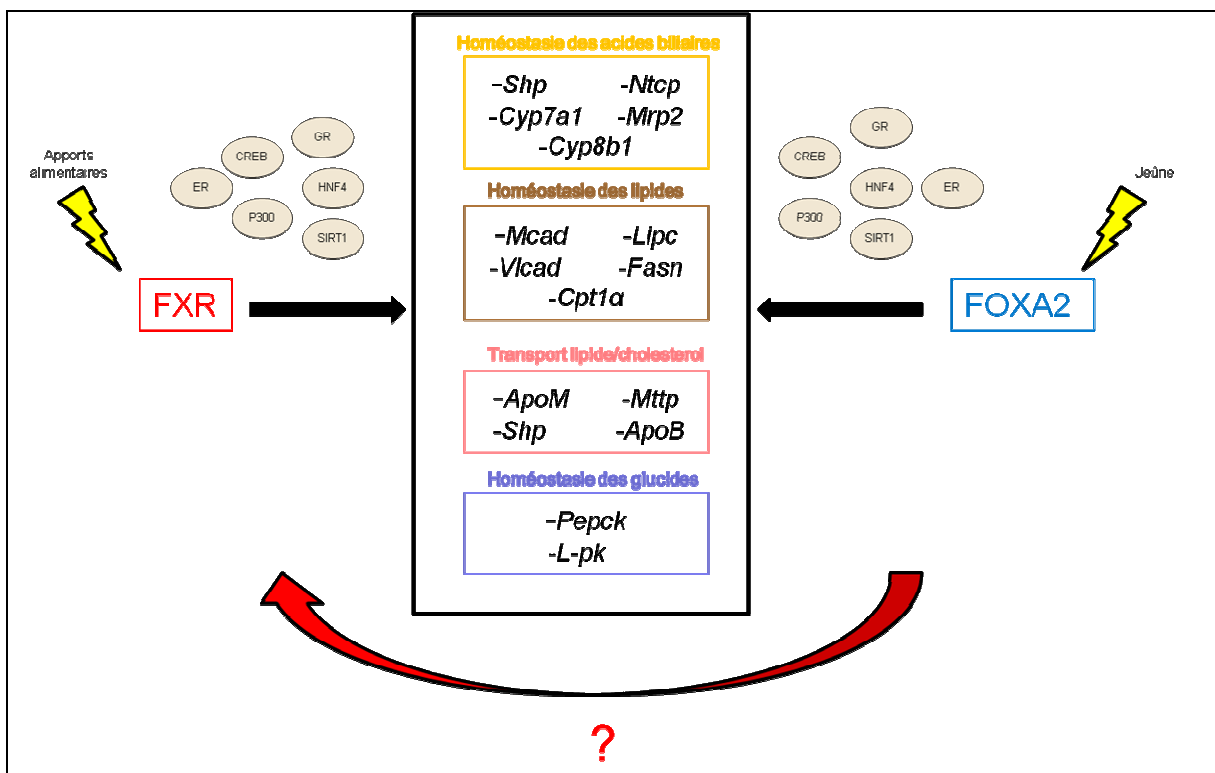 Homéostasie des acides biliaires
-Shp -Ntcp
-Cyp7a1 -Mrp2
-Cyp8b1
Homéostasie des lipides
-Mcad -Lipc
-Vlcad -Fasn
-Cpt1α
Transport lipide/cholesterol
-ApoM -Mttp
-Shp -ApoB
Homéostasie des glucides
-Pepck
-L-pk
Apports
alimentaires
GR
CREB
ER
HNF4
P300
SIRT1
FXR
GR
CREB
HNF4
ER
P300
SIRT1
Jeûne
FOXA2
?